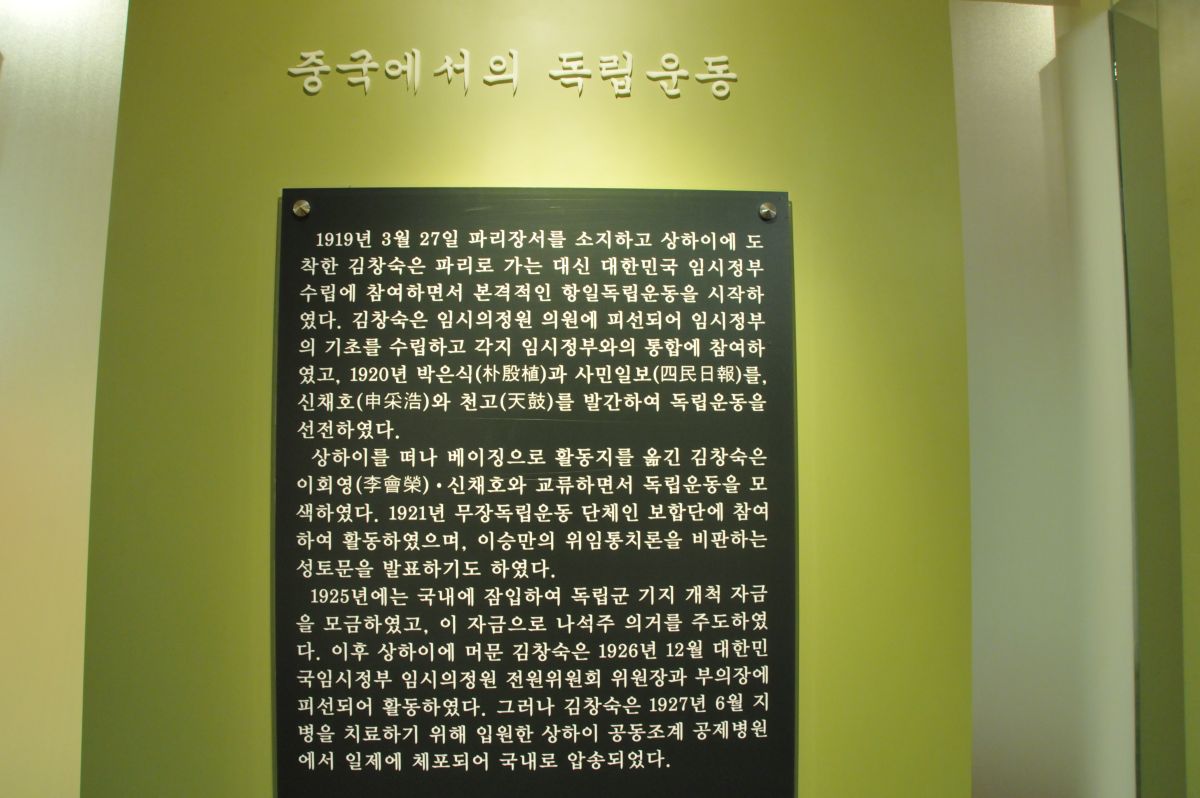 중국에서의 독립운동
1919년 3월 27일 파리장서를 소지하고 상하이에 도
착한 김창숙은 파리로 가는 대신 대한민국 임시정부
수립에 참여하면서 본격적인 항일독립운동을 시작하
였다. 김창숙은 임시의정원 의원에 피선되어 임시정부
의 기초를 수립하고 각지 임시정부와의 통합에 참여하
였고, 1920년 박은식(朴殷植)과 사민일보(四民日報)를,
신채호(申采浩)와 천고(天鼓)를 발간하여 독립운동을
선전하였다.
상하이를 떠나 베이징으로 활동지를 옮긴 김창숙은
이회영(李會榮)·신채호와 교류하면서 독립운동을 모
색하였다. 1921년 무장독립운동 단체인 보합단에 참여
하여 활동하였으며, 이승만의 위임통치론을 비판하는
성토문을 발표하기도 하였다.
1925년에는 국내에 잠입하여 독립군 기지 개척 자금
을 모금하였고, 이 자금으로 나석주 의거를 주도하였
다. 이후 상하이에 머문 김창숙은 1926년 12월 대한민
국임시정부 임시의정원 전원위원회 위원장과 부의장에
피선되어 활동하였다. 그러나 김창숙은 1927년 6월 지
병을 치료하기 위해 입원한 상하이 공동조계 공제병원
에서 일제에 체포되어 국내로 압송되었다.